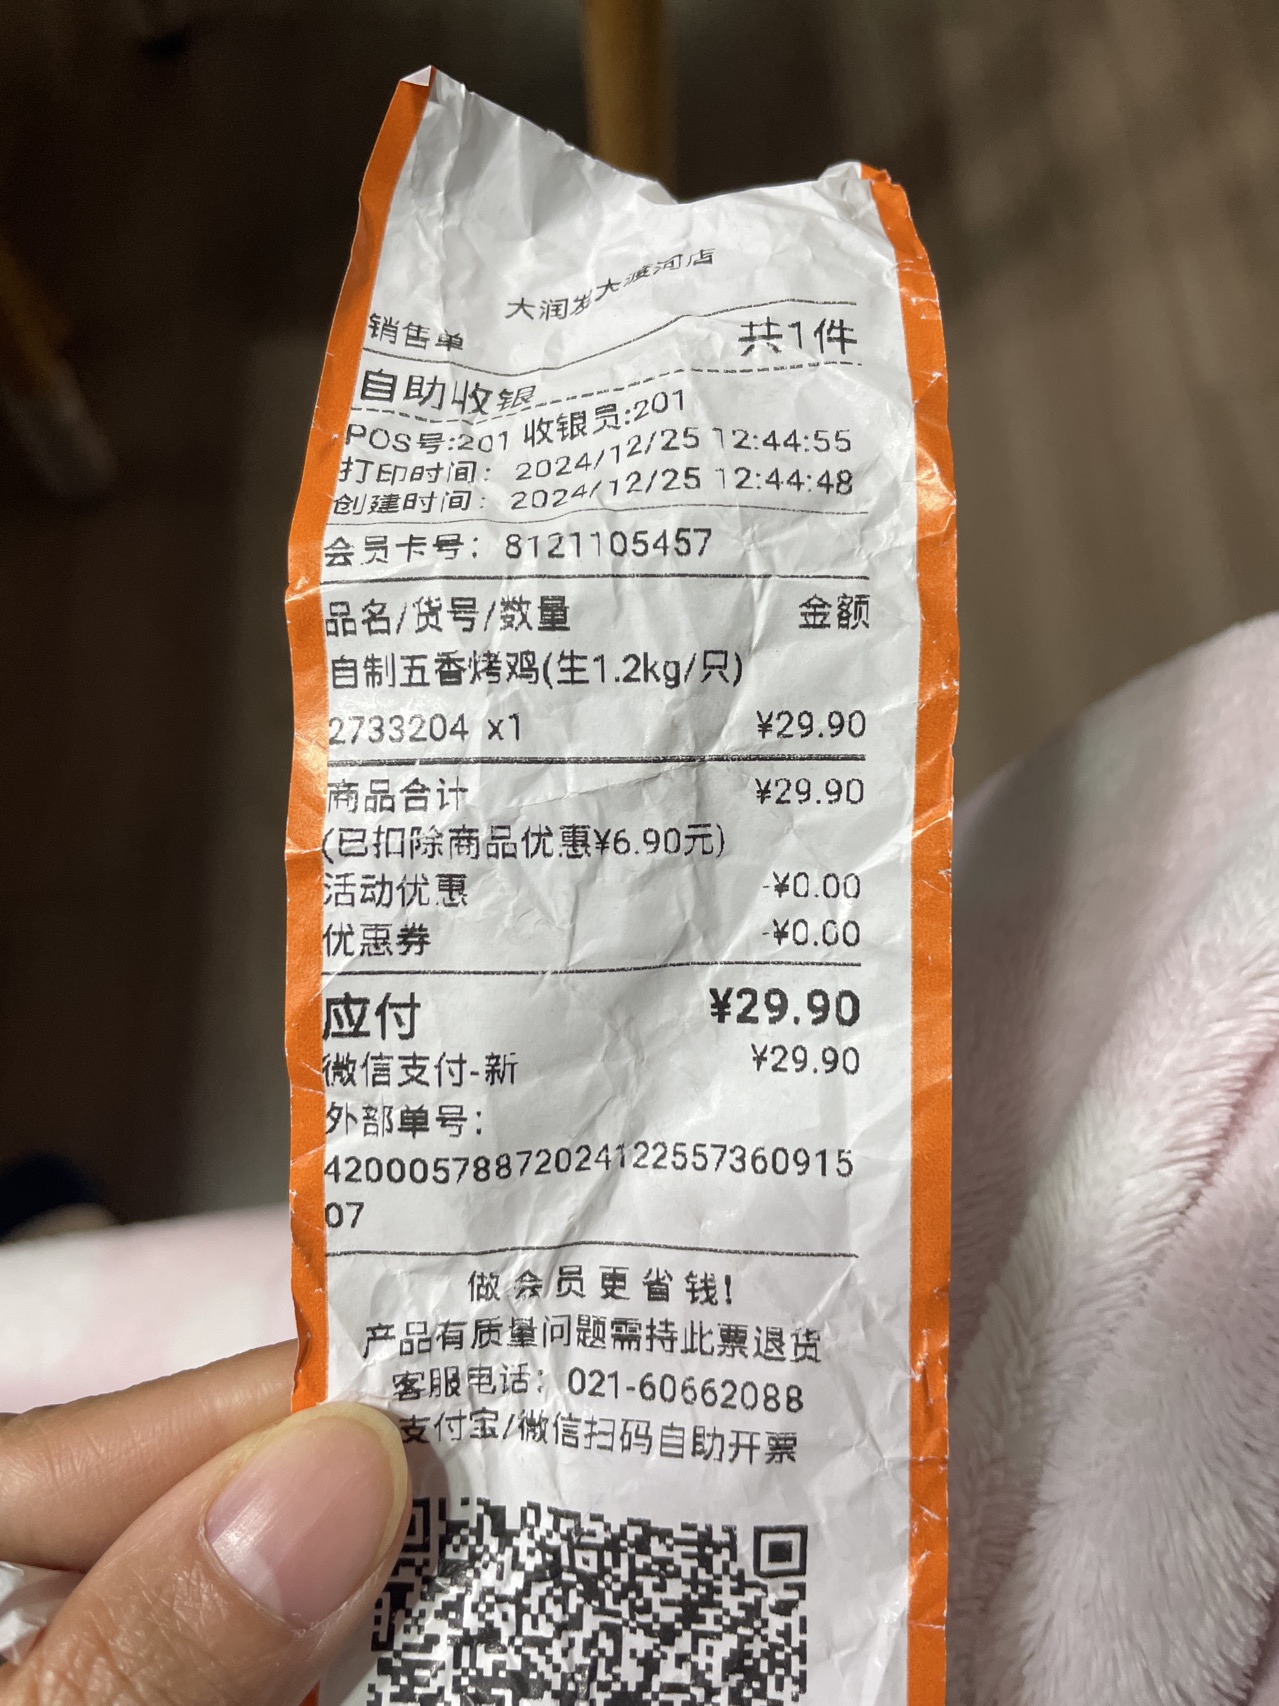 大润发大渡河店
销售单 共1件
自助收银
POS号:201 收银员:201
打印时间: 2024/12/25 12:44:55
创建时间: 2024/12/25 12:44:48
会员卡号: 8121105457
品名/货号/数量 金额
自制五香烤鸡(生1.2kg/只)
2733204 x1 ¥29.90
商品合计 ¥29.90
(已扣除商品优惠¥6.90元)
活动优惠 -¥0.00
优惠券 -¥0.00
应付 ¥29.90
微信支付-新 ¥29.90
外部单号:
42000578872024122557360915
07
做会员更省钱!
产品有质量问题需持此票退货
客服电话: 021-60662088
支付宝/微信扫码自助开票